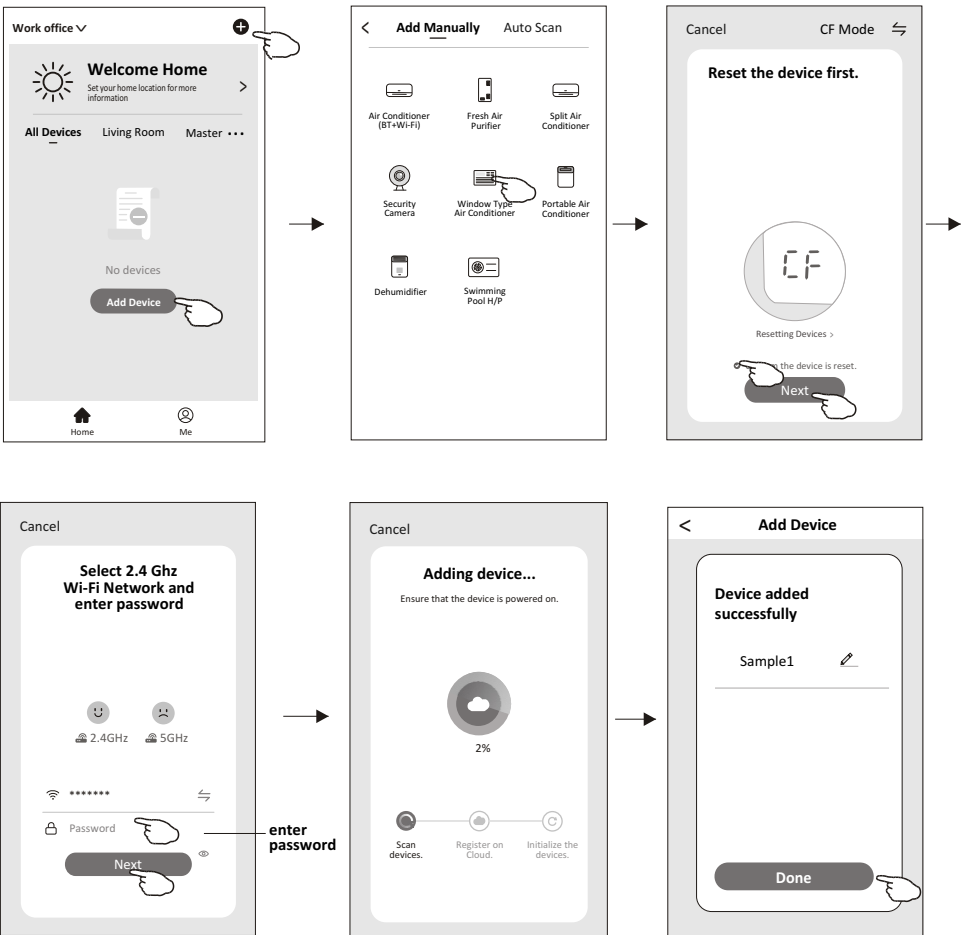 Work office
Welcome Home
Set your home location for more
information
All Devices Living Room Master
No devices
Add Device
Home Me
Add Manually Auto Scan
Air Conditioner
(BT+Wi-Fi)
Fresh Air
Purifier
Split Air
Conditioner
Security
Camera
Window Type
Air Conditioner
Portable Air
Conditioner
Dehumidifier
Swimming
Pool H/P
Cancel CF Mode
Reset the device first.
CF
Resetting Devices >
the device is reset.
Next
Cancel
Select 2.4 Ghz
Wi-Fi Network and
enter password
2.4GHz 5GHz
*******
Password
Next
enter
password
Cancel
Adding device...
Ensure that the device is powered on.
2%
Scan
devices.
Register on
Cloud.
Initialize the
devices.
< Add Device
Device added
successfully
Sample1
Done